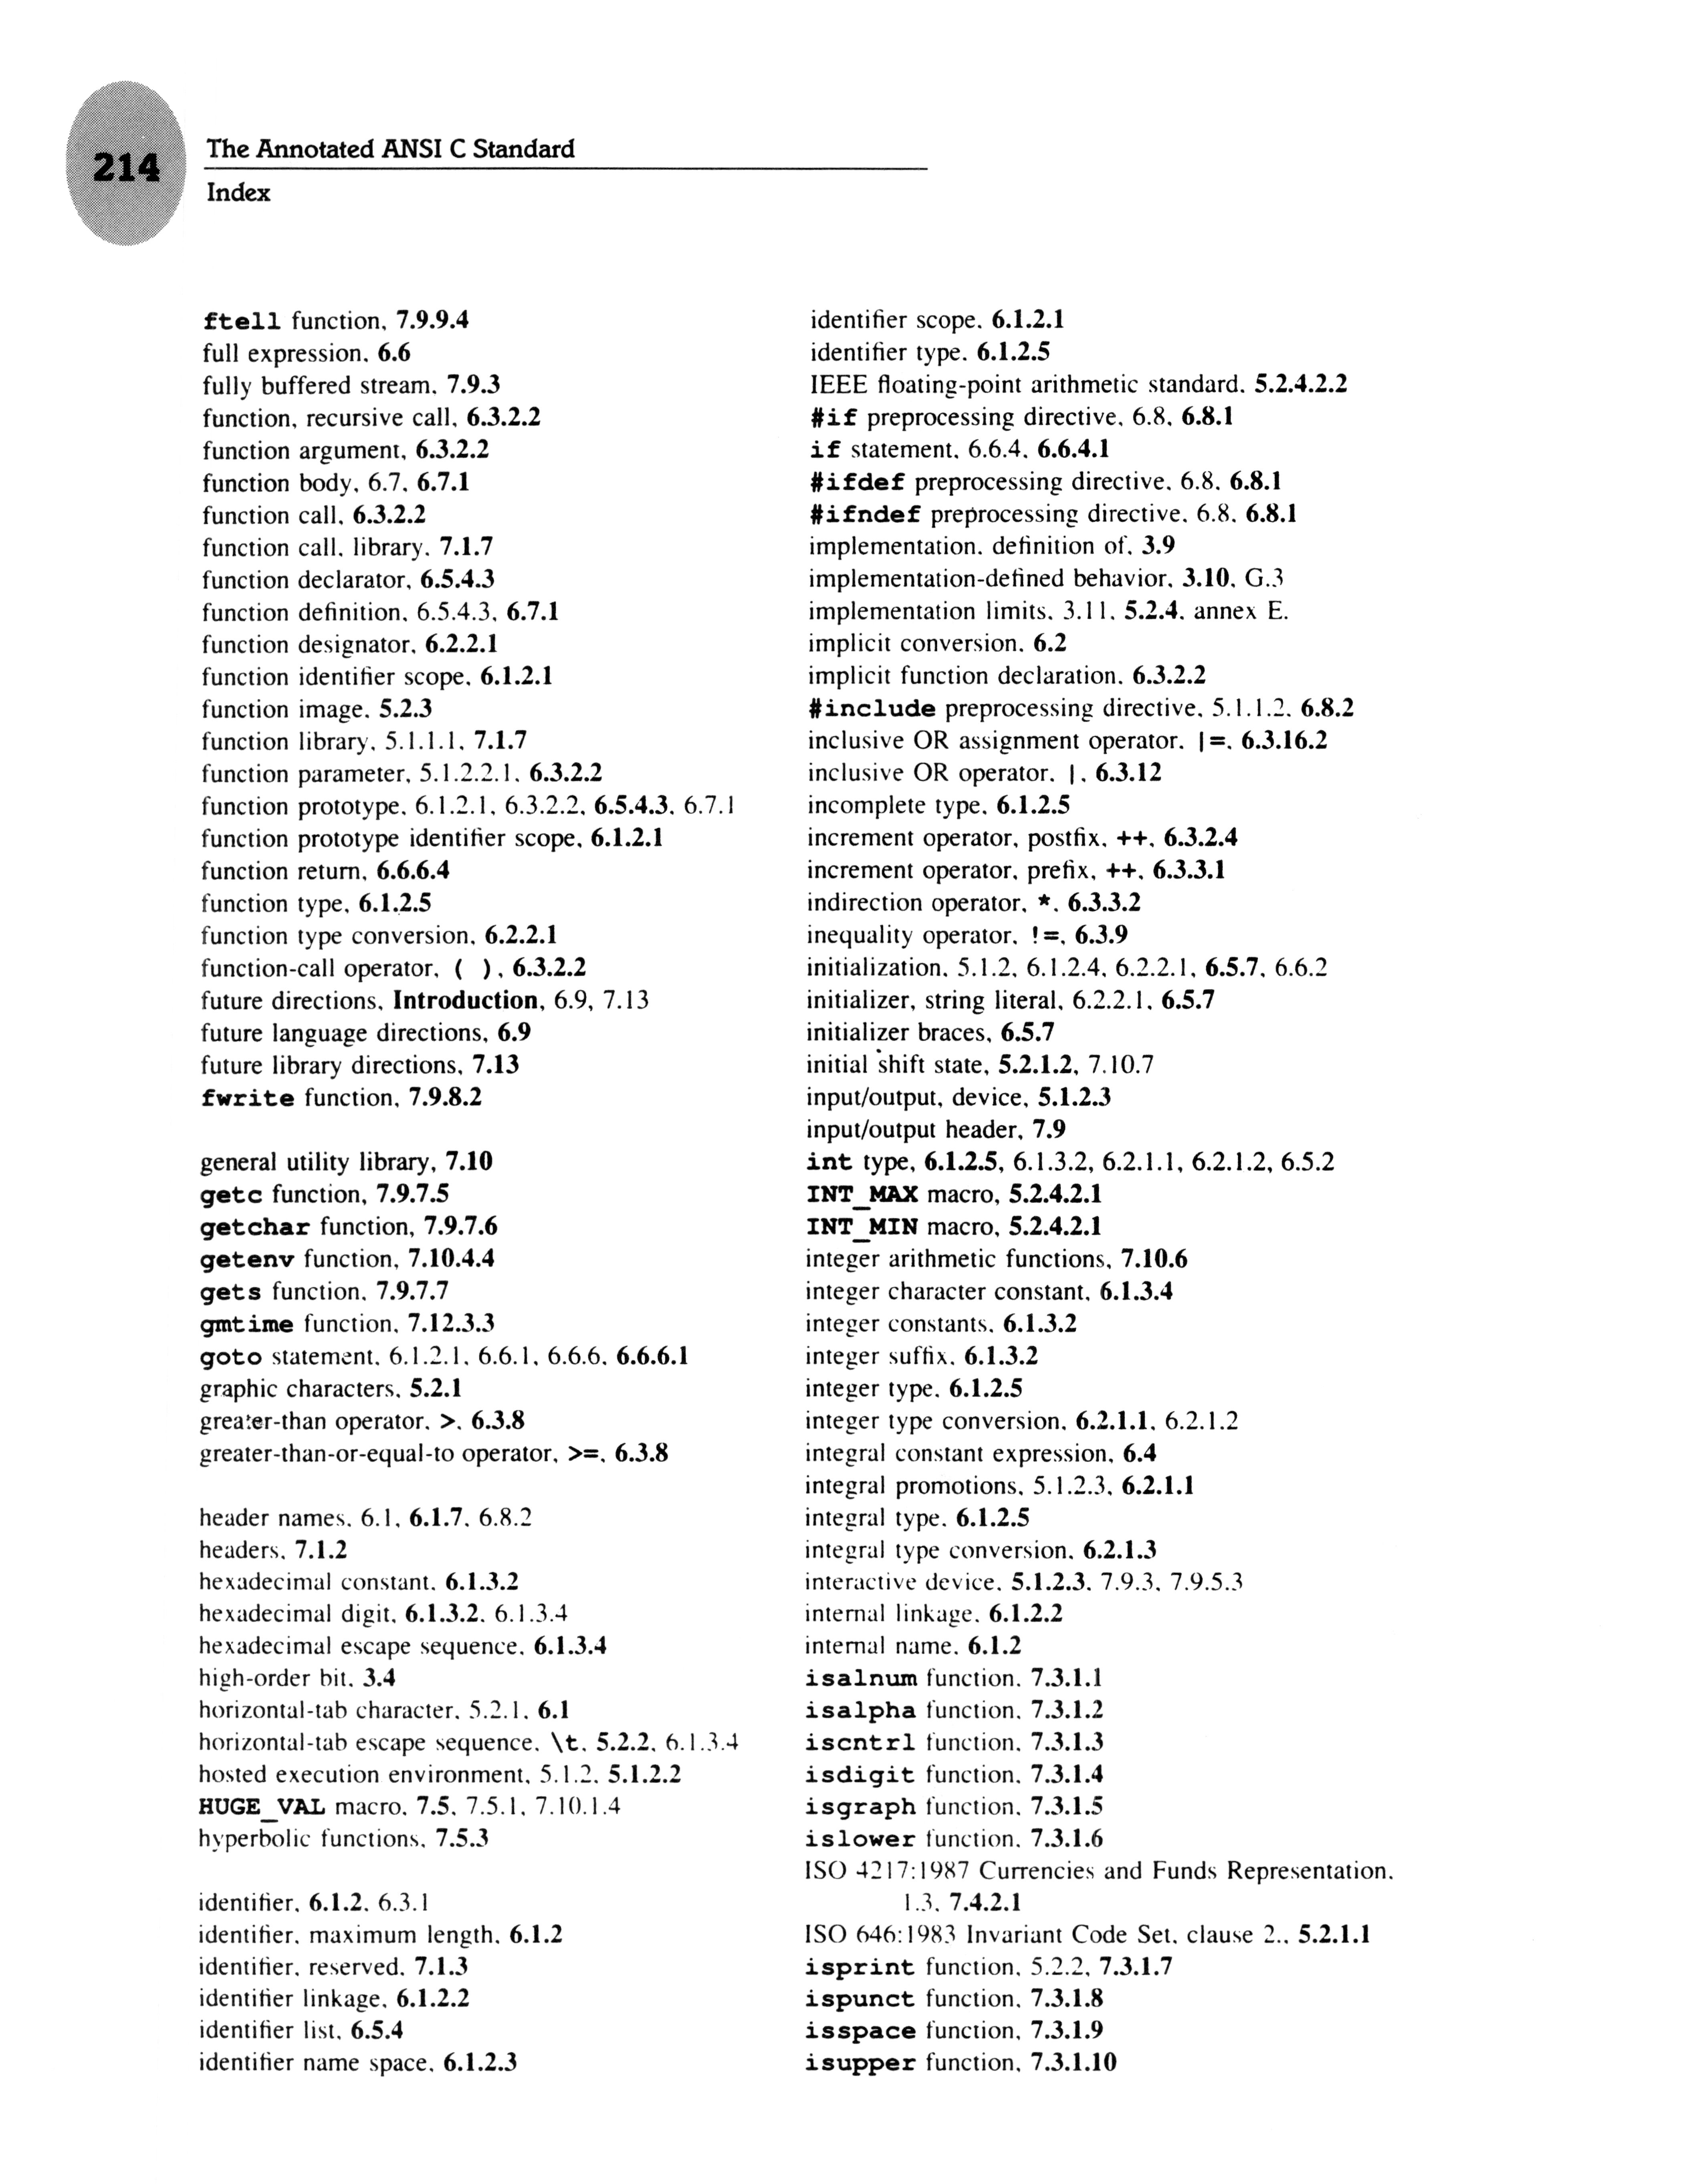 214
The Annotated ANSI C Standard
Index
ftell function, 7.9.9.4
full expression, 6.6
fully buffered stream, 7.9.3
function, recursive call, 6.3.2.2
function argument, 6.3.2.2
function body, 6.7, 6.7.1
function call, 6.3.2.2
function call, library, 7.1.7
function declarator, 6.5.4.3
function definition, 6.5.4.3, 6.7.1
function designator, 6.2.2.1
function identifier scope, 6.1.2.1
function image, 5.2.3
function library, 5.1.1.1, 7.1.7
function parameter, 5.1.2.2.1, 6.3.2.2
function prototype, 6.1.2.1, 6.3.2.2, 6.5.4.3, 6.7.1
function prototype identifier scope, 6.1.2.1
function return, 6.6.6.4
function type, 6.1.2.5
function type conversion, 6.2.2.1
function-call operator, ( ), 6.3.2.2
future directions, Introduction, 6.9, 7.13
future language directions, 6.9
future library directions, 7.13
fwrite function, 7.9.8.2
general utility library, 7.10
getc function, 7.9.7.5
getchar function, 7.9.7.6
getenv function, 7.10.4.4
gets function, 7.9.7.7
gmtime function, 7.12.3.3
goto statement, 6.1.2.1, 6.6.1, 6.6.6, 6.6.6.1
graphic characters, 5.2.1
greater-than operator, >, 6.3.8
greater-than-or-equal-to operator, >=, 6.3.8
header names, 6.1, 6.1.7, 6.8.2
headers, 7.1.2
hexadecimal constant, 6.1.3.2
hexadecimal digit, 6.1.3.2, 6.1.3.4
hexadecimal escape sequence, 6.1.3.4
high-order bit, 3.4
horizontal-tab character, 5.2.1, 6.1
horizontal-tab escape sequence, \t, 5.2.2, 6.1.3.4
hosted execution environment, 5.1.2, 5.1.2.2
HUGE_VAL macro, 7.5, 7.5.1, 7.10.1.4
hyperbolic functions, 7.5.3
identifier, 6.1.2, 6.3.1
identifier, maximum length, 6.1.2
identifier, reserved, 7.1.3
identifier linkage, 6.1.2.2
identifier list, 6.5.4
identifier name space, 6.1.2.3
identifier scope, 6.1.2.1
identifier type, 6.1.2.5
IEEE floating-point arithmetic standard, 5.2.4.2.2
#if preprocessing directive, 6.8, 6.8.1
if statement, 6.6.4, 6.6.4.1
#ifdef preprocessing directive, 6.8, 6.8.1
#ifndef preprocessing directive, 6.8, 6.8.1
implementation, definition of, 3.9
implementation-defined behavior, 3.10, G.3
implementation limits, 3.11, 5.2.4, annex E.
implicit conversion, 6.2
implicit function declaration, 6.3.2.2
#include preprocessing directive, 5.1.1.2, 6.8.2
inclusive OR assignment operator, |=, 6.3.16.2
inclusive OR operator, |, 6.3.12
incomplete type, 6.1.2.5
increment operator, postfix, ++, 6.3.2.4
increment operator, prefix, ++, 6.3.3.1
indirection operator, *, 6.3.3.2
inequality operator, !=, 6.3.9
initialization, 5.1.2, 6.1.2.4, 6.2.2.1, 6.5.7, 6.6.2
initializer, string literal, 6.2.2.1, 6.5.7
initializer braces, 6.5.7
initial shift state, 5.2.1.2, 7.10.7
input/output, device, 5.1.2.3
input/output header, 7.9
int type, 6.1.2.5, 6.1.3.2, 6.2.1.1, 6.2.1.2, 6.5.2
INT_MAX macro, 5.2.4.2.1
INT_MIN macro, 5.2.4.2.1
integer arithmetic functions, 7.10.6
integer character constant, 6.1.3.4
integer constants, 6.1.3.2
integer suffix, 6.1.3.2
integer type, 6.1.2.5
integer type conversion, 6.2.1.1, 6.2.1.2
integral constant expression, 6.4
integral promotions, 5.1.2.3, 6.2.1.1
integral type, 6.1.2.5
integral type conversion, 6.2.1.3
interactive device, 5.1.2.3, 7.9.3, 7.9.5.3
internal linkage, 6.1.2.2
internal name, 6.1.2
isalnum function, 7.3.1.1
isalpha function, 7.3.1.2
iscntrl function, 7.3.1.3
isdigit function, 7.3.1.4
isgraph function, 7.3.1.5
islower function, 7.3.1.6
ISO 4217:1987 Currencies and Funds Representation,
1.3, 7.4.2.1
ISO 646:1983 Invariant Code Set, clause 2., 5.2.1.1
isprint function, 5.2.2, 7.3.1.7
ispunct function, 7.3.1.8
isspace function, 7.3.1.9
isupper function, 7.3.1.10